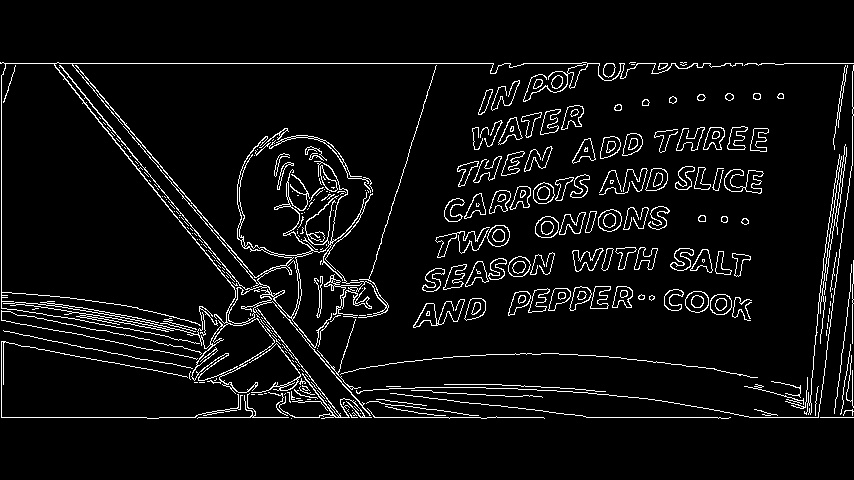 IN POT OF
WATER . . . . . . .
THEN ADD THREE
CARROTS AND SLICE
TWO ONIONS . . .
SEASON WITH SALT
AND PEPPER·· COOK